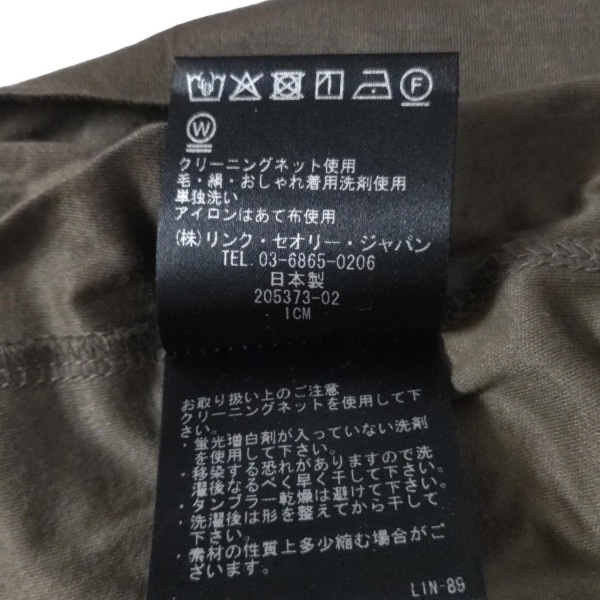 F
W
クリーニングネット使用
毛・絹・おしゃれ着用洗剤使用
単独洗い
アイロンはあて布使用
(株)リンク・セオリー・ジャパン
TEL.03-6865-0206
日本製
205373-02
1CM
お取り扱い上のご注意
クリーニングネットを使用して下
さい。
・蛍光増白剤が入っていない洗剤
を使用して下さい。
・移染する恐れがありますので洗
濯後なるべく早く干して下さい。
・タンブラー乾燥は避けて下さい。
・洗濯後は形を整えてから干して
下さい。
・素材の性質上多少縮む場合がご
ざいます。
LIN-89